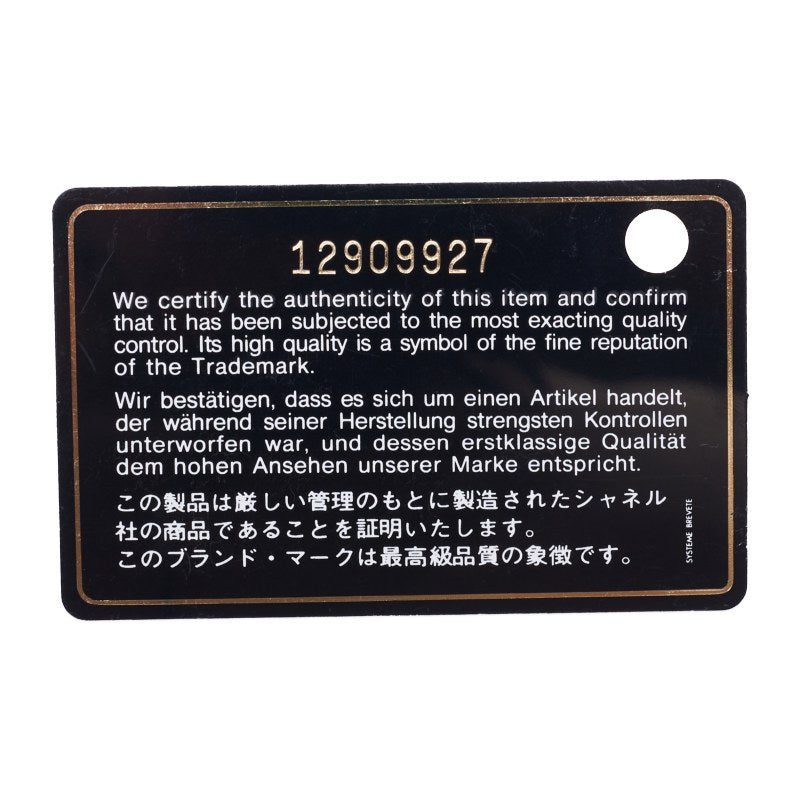 12909927
We certify the authenticity of this item and confirm
that it has been subjected to the most exacting quality
control. Its high quality is a symbol of the fine reputation
of the Trademark.
Wir bestätigen, dass es sich um einen Artikel handelt,
der während seiner Herstellung strengsten Kontrollen
unterworfen war, und dessen erstklassige Qualität
dem hohen Ansehen unserer Marke entspricht.
この製品は厳しい管理のもとに製造されたシャネル
社の商品であることを証明いたします。
このブランド・マークは最高級品質の象徴です。
SYSTEME BREVETE